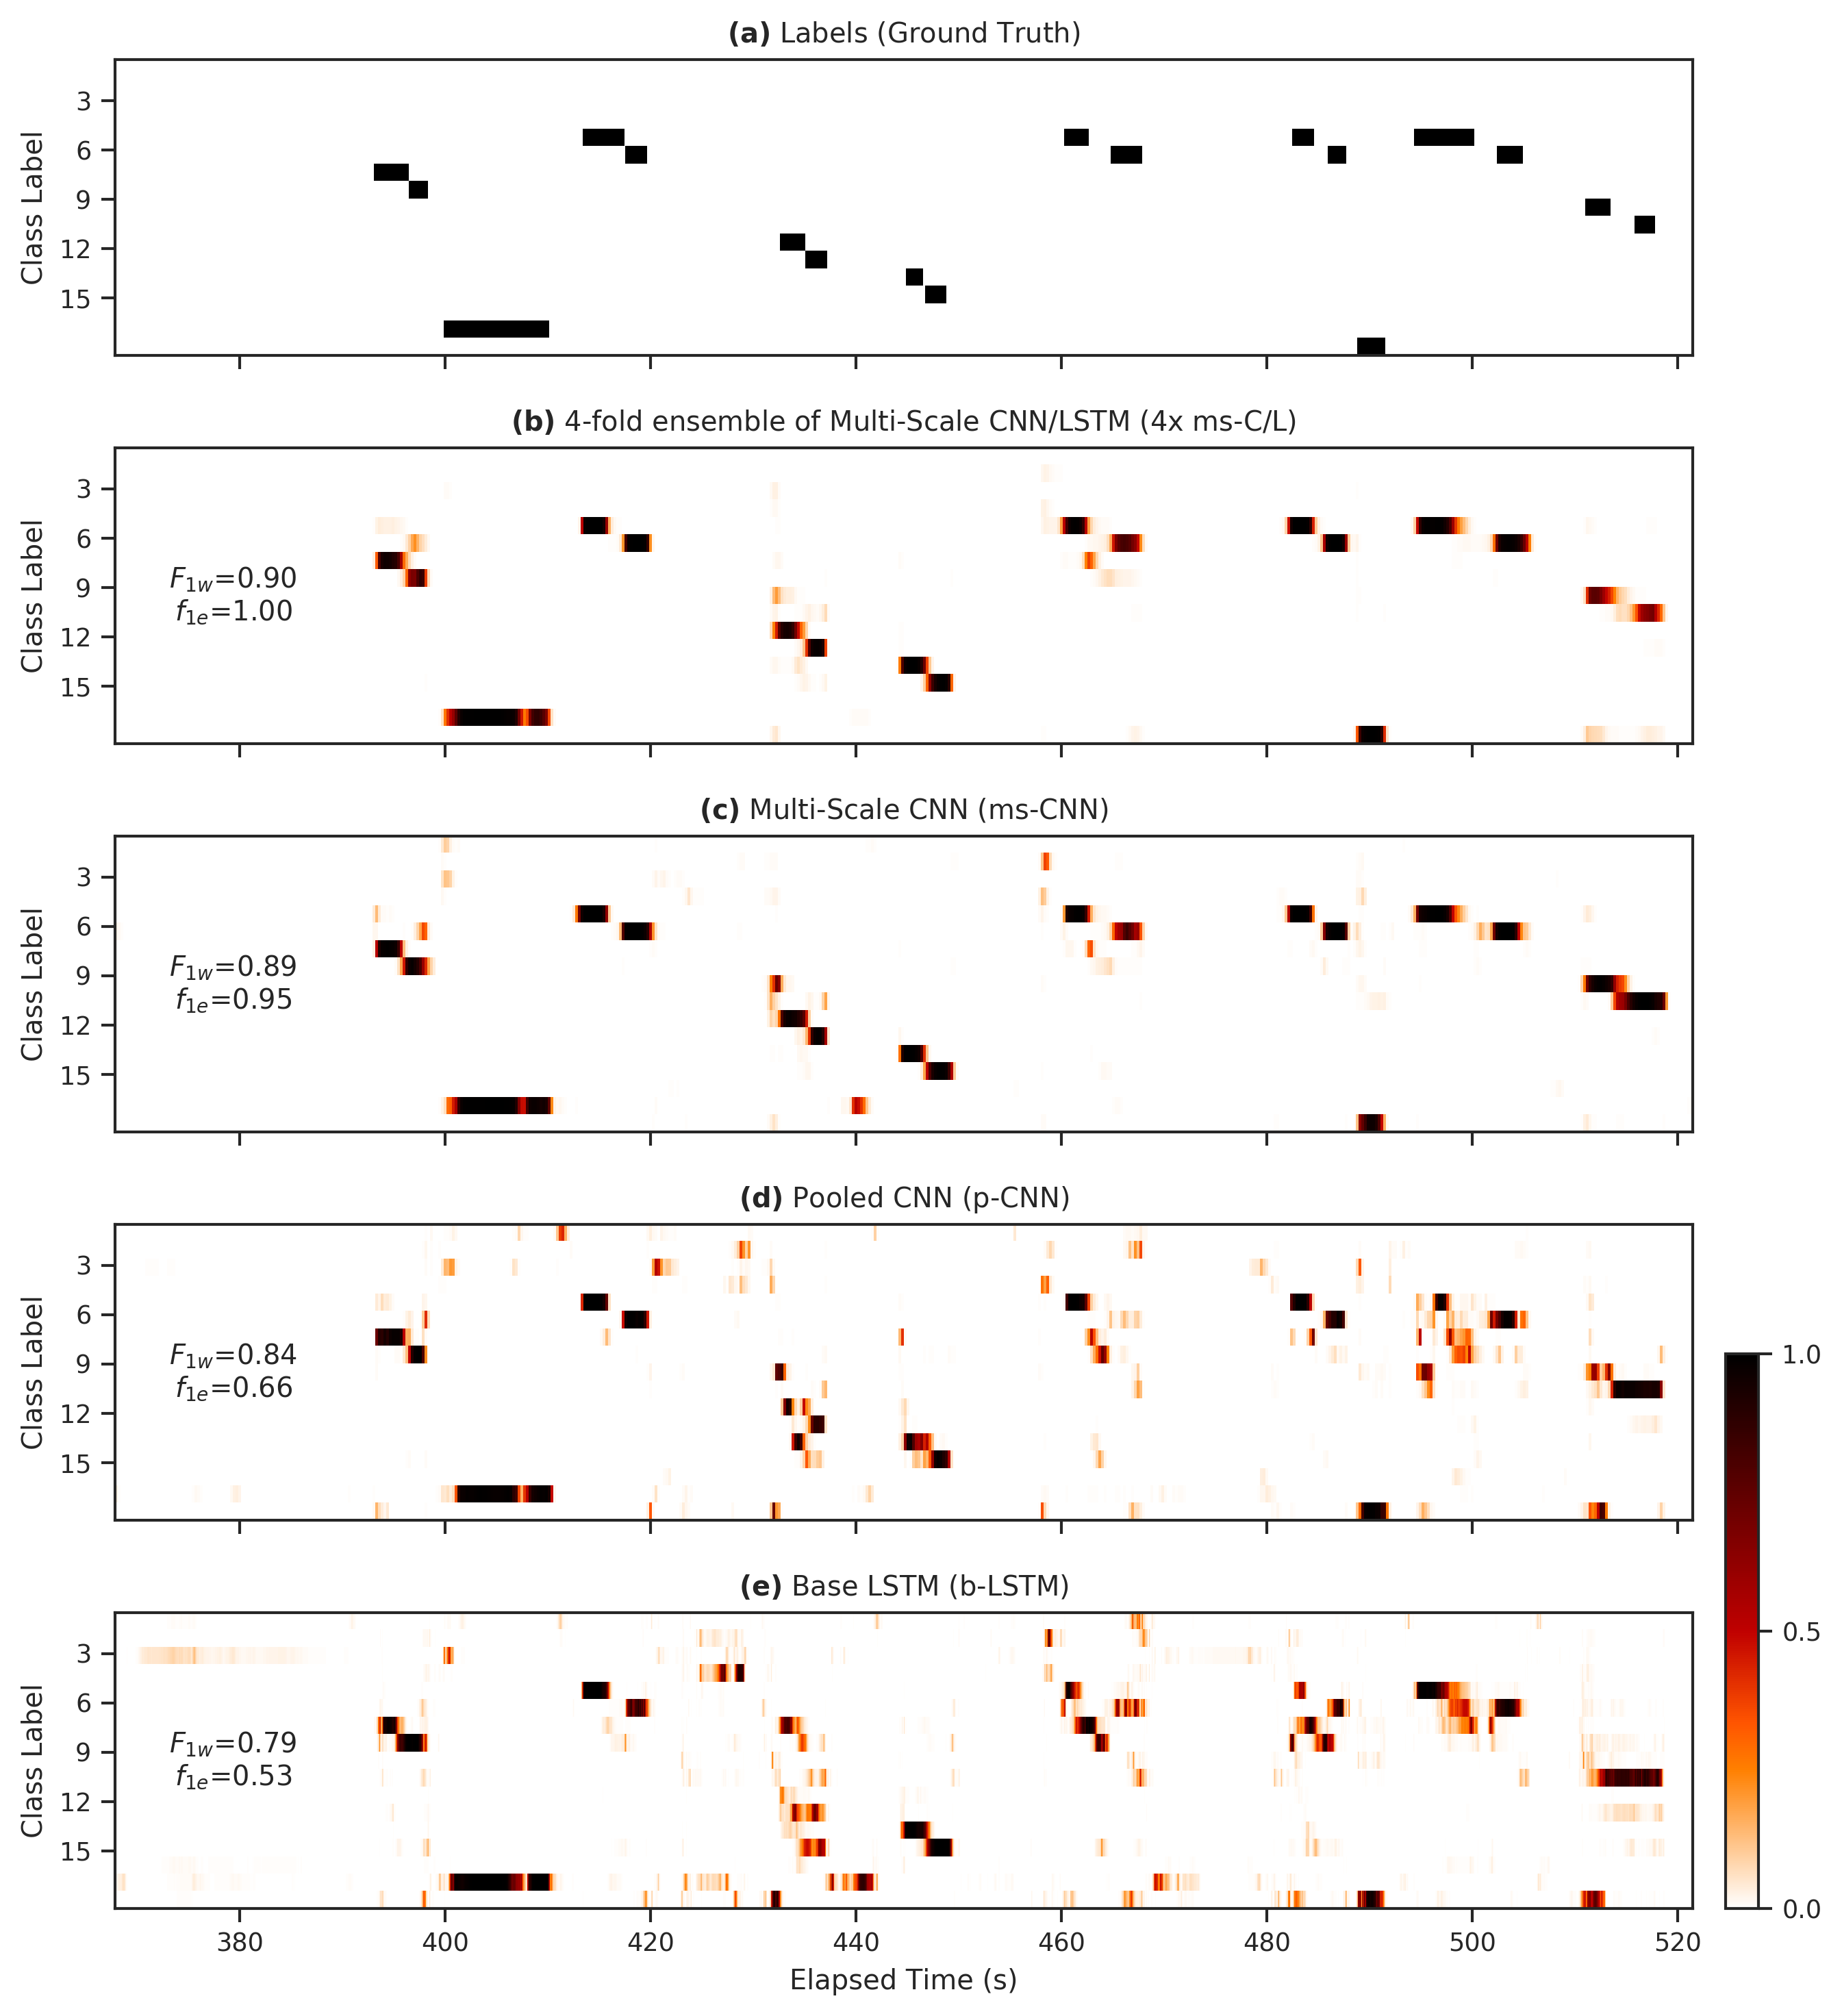 (a) Labels (Ground Truth)
Class Label
3
6
9
12
15
(b) 4-fold ensemble of Multi-Scale CNN/LSTM (4x ms-C/L)
Class Label
3
6
9
12
15
F1w=0.90
f1e=1.00
(c) Multi-Scale CNN (ms-CNN)
Class Label
3
6
9
12
15
F1w=0.89
f1e=0.95
(d) Pooled CNN (p-CNN)
Class Label
3
6
9
12
15
F1w=0.84
f1e=0.66
(e) Base LSTM (b-LSTM)
Class Label
3
6
9
12
15
F1w=0.79
f1e=0.53
380 400 420 440 460 480 500 520
Elapsed Time (s)
1.0
0.5
0.0